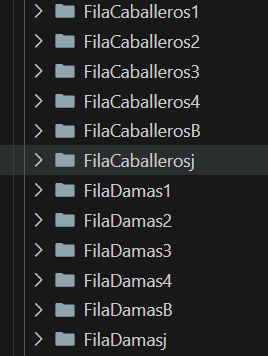 FilaCaballeros1
FilaCaballeros2
FilaCaballeros3
FilaCaballeros4
FilaCaballerosB
FilaCaballerosj
FilaDamas1
FilaDamas2
FilaDamas3
FilaDamas4
FilaDamasB
FilaDamasj